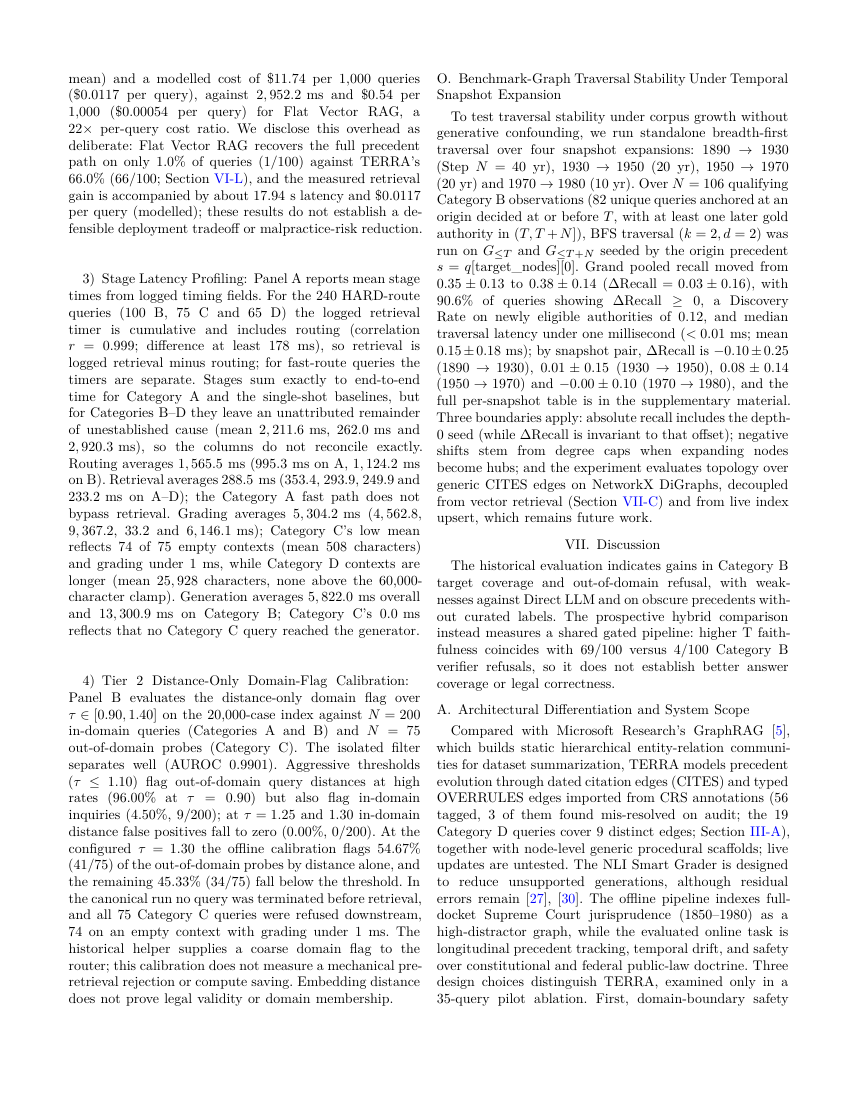 mean) and a modelled cost of $11.74 per 1,000 queries
($0.0117 per query), against 2,952.2 ms and $0.54 per
1,000 ($0.00054 per query) for Flat Vector RAG, a
22× per-query cost ratio. We disclose this overhead as
deliberate: Flat Vector RAG recovers the full precedent
path on only 1.0% of queries (1/100) against TERRA's
66.0% (66/100; Section VI-L), and the measured retrieval
gain is accompanied by about 17.94 s latency and $0.0117
per query (modelled); these results do not establish a de-
fensible deployment tradeoff or malpractice-risk reduction.
3) Stage Latency Profiling: Panel A reports mean stage
times from logged timing fields. For the 240 HARD-route
queries (100 B, 75 C and 65 D) the logged retrieval
timer is cumulative and includes routing (correlation
r = 0.999; difference at least 178 ms), so retrieval is
logged retrieval minus routing; for fast-route queries the
timers are separate. Stages sum exactly to end-to-end
time for Category A and the single-shot baselines, but
for Categories B–D they leave an unattributed remainder
of unestablished cause (mean 2,211.6 ms, 262.0 ms and
2,920.3 ms), so the columns do not reconcile exactly.
Routing averages 1,565.5 ms (995.3 ms on A, 1,124.2 ms
on B). Retrieval averages 288.5 ms (353.4, 293.9, 249.9 and
233.2 ms on A–D); the Category A fast path does not
bypass retrieval. Grading averages 5,304.2 ms (4,562.8,
9,367.2, 33.2 and 6,146.1 ms); Category C's low mean
reflects 74 of 75 empty contexts (mean 508 characters)
and grading under 1 ms, while Category D contexts are
longer (mean 25,928 characters, none above the 60,000-
character clamp). Generation averages 5,822.0 ms overall
and 13,300.9 ms on Category B; Category C's 0.0 ms
reflects that no Category C query reached the generator.
4) Tier 2 Distance-Only Domain-Flag Calibration:
Panel B evaluates the distance-only domain flag over
τ ∈ [0.90, 1.40] on the 20,000-case index against N = 200
in-domain queries (Categories A and B) and N = 75
out-of-domain probes (Category C). The isolated filter
separates well (AUROC 0.9901). Aggressive thresholds
(τ ≤ 1.10) flag out-of-domain query distances at high
rates (96.00% at τ = 0.90) but also flag in-domain
inquiries (4.50%, 9/200); at τ = 1.25 and 1.30 in-domain
distance false positives fall to zero (0.00%, 0/200). At the
configured τ = 1.30 the offline calibration flags 54.67%
(41/75) of the out-of-domain probes by distance alone, and
the remaining 45.33% (34/75) fall below the threshold. In
the canonical run no query was terminated before retrieval,
and all 75 Category C queries were refused downstream,
74 on an empty context with grading under 1 ms. The
historical helper supplies a coarse domain flag to the
router; this calibration does not measure a mechanical pre-
retrieval rejection or compute saving. Embedding distance
does not prove legal validity or domain membership.
O. Benchmark-Graph Traversal Stability Under Temporal
Snapshot Expansion
To test traversal stability under corpus growth without
generative confounding, we run standalone breadth-first
traversal over four snapshot expansions: 1890 → 1930
(Step N = 40 yr), 1930 → 1950 (20 yr), 1950 → 1970
(20 yr) and 1970 → 1980 (10 yr). Over N = 106 qualifying
Category B observations (82 unique queries anchored at an
origin decided at or before T, with at least one later gold
authority in (T, T + N]), BFS traversal (k = 2, d = 2) was
run on G≤T and G≤T+N seeded by the origin precedent
s = q[target_nodes][0]. Grand pooled recall moved from
0.35 ± 0.13 to 0.38 ± 0.14 (ΔRecall = 0.03 ± 0.16), with
90.6% of queries showing ΔRecall ≥ 0, a Discovery
Rate on newly eligible authorities of 0.12, and median
traversal latency under one millisecond (< 0.01 ms; mean
0.15 ± 0.18 ms); by snapshot pair, ΔRecall is −0.10 ± 0.25
(1890 → 1930), 0.01 ± 0.15 (1930 → 1950), 0.08 ± 0.14
(1950 → 1970) and −0.00 ± 0.10 (1970 → 1980), and the
full per-snapshot table is in the supplementary material.
Three boundaries apply: absolute recall includes the depth-
0 seed (while ΔRecall is invariant to that offset); negative
shifts stem from degree caps when expanding nodes
become hubs; and the experiment evaluates topology over
generic CITES edges on NetworkX DiGraphs, decoupled
from vector retrieval (Section VII-C) and from live index
upsert, which remains future work.
VII. Discussion
The historical evaluation indicates gains in Category B
target coverage and out-of-domain refusal, with weak-
nesses against Direct LLM and on obscure precedents with-
out curated labels. The prospective hybrid comparison
instead measures a shared gated pipeline: higher T faith-
fulness coincides with 69/100 versus 4/100 Category B
verifier refusals, so it does not establish better answer
coverage or legal correctness.
A. Architectural Differentiation and System Scope
Compared with Microsoft Research's GraphRAG [5],
which builds static hierarchical entity-relation communi-
ties for dataset summarization, TERRA models precedent
evolution through dated citation edges (CITES) and typed
OVERRULES edges imported from CRS annotations (56
tagged, 3 of them found mis-resolved on audit; the 19
Category D queries cover 9 distinct edges; Section III-A),
together with node-level generic procedural scaffolds; live
updates are untested. The NLI Smart Grader is designed
to reduce unsupported generations, although residual
errors remain [27], [30]. The offline pipeline indexes full-
docket Supreme Court jurisprudence (1850–1980) as a
high-distractor graph, while the evaluated online task is
longitudinal precedent tracking, temporal drift, and safety
over constitutional and federal public-law doctrine. Three
design choices distinguish TERRA, examined only in a
35-query pilot ablation. First, domain-boundary safety